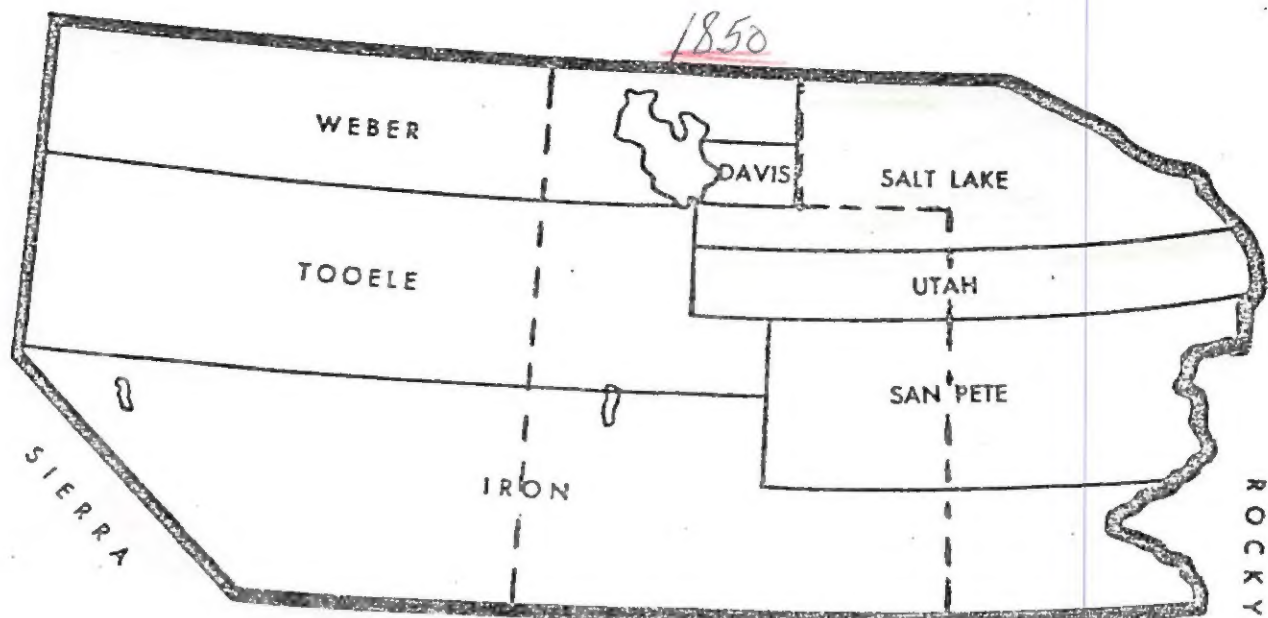 1850
WEBER
DAVIS
SALT LAKE
TOOELE
UTAH
SAN PETE
IRON
SIERRA
ROCKY